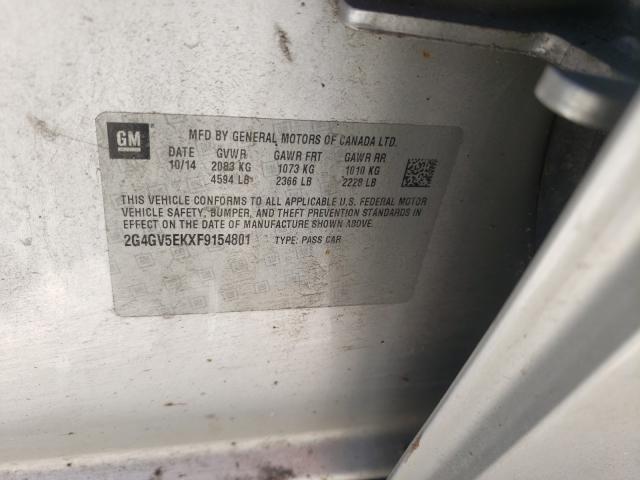 GM
MFD BY GENERAL MOTORS OF CANADA LTD.
DATE GVWR GAWR FRT GAWR RR
10/14 2083 KG 1073 KG 1010 KG
4594 LB 2366 LB 2228 LB
THIS VEHICLE CONFORMS TO ALL APPLICABLE U.S. FEDERAL MOTOR
VEHICLE SAFETY, BUMPER, AND THEFT PREVENTION STANDARDS IN
EFFECT ON THE DATE OF MANUFACTURE SHOWN ABOVE.
2G4GV5EKXF9154801 TYPE: PASS CAR